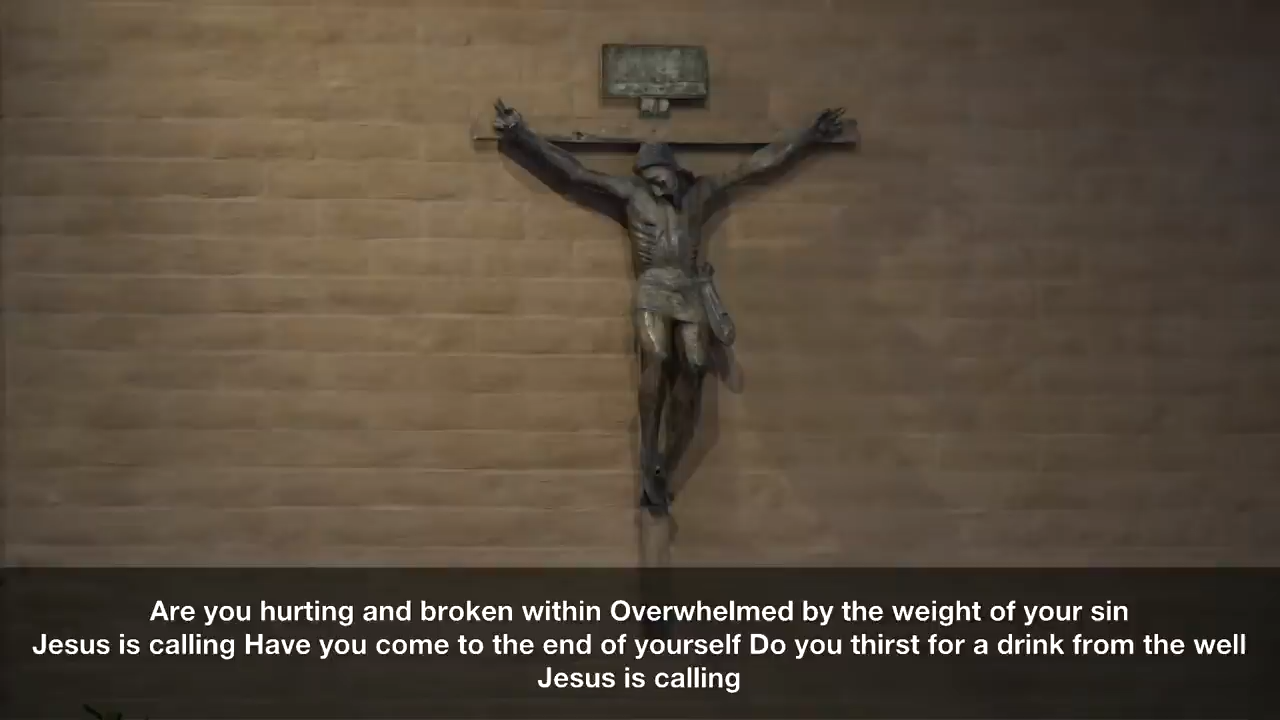 Are you hurting and broken within Overwhelmed by the weight of your sin
Jesus is calling Have you come to the end of yourself Do you thirst for a drink from the well
Jesus is calling